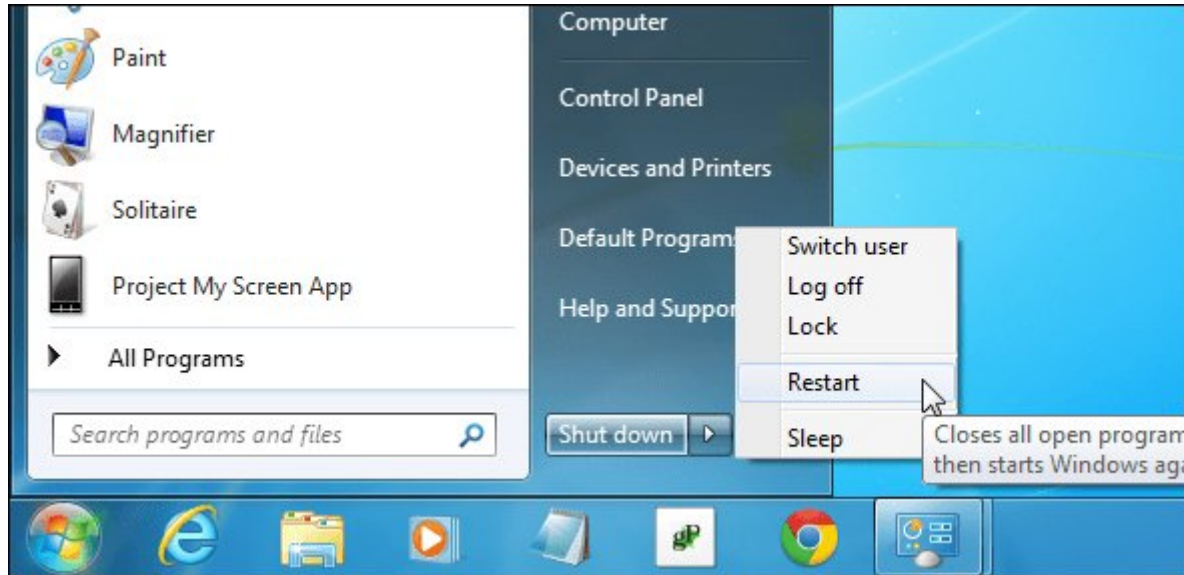 Paint
Magnifier
Solitaire
Project My Screen App
All Programs
Search programs and files
Computer
Control Panel
Devices and Printers
Default Program
Help and Suppor
Shut down
Switch user
Log off
Lock
Restart
Sleep
Closes all open program
then starts Windows aga
gP